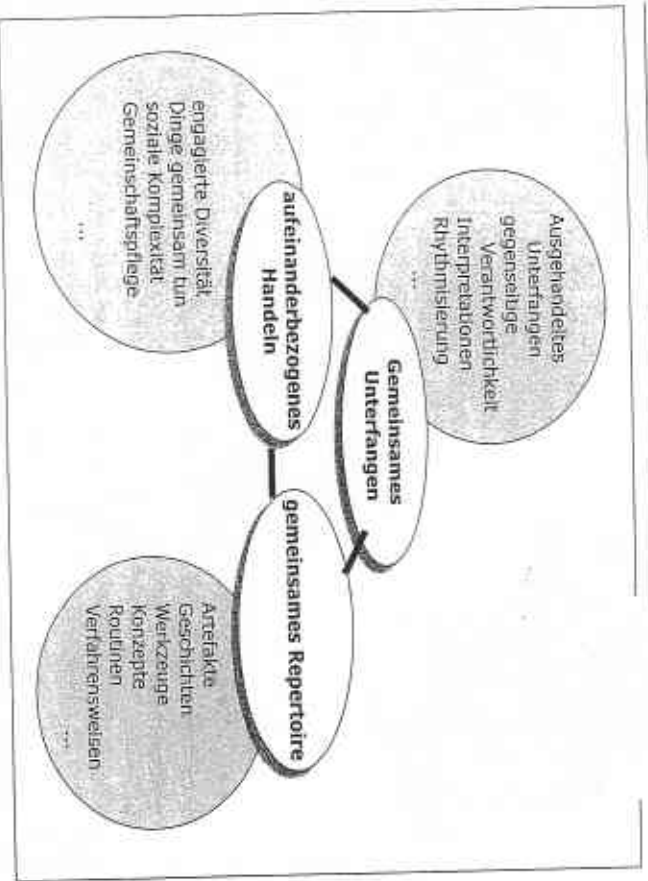 Ausgehandeltes
Unterfangen
gegenseitige
Verantwortlichkeit
Interpretationen
Rhythmisierung
...
Gemeinsames
Unterfangen
engagierte Diversität
Dinge gemeinsam tun
soziale Komplexität
Gemeinschaftspflege
...
aufeinanderbezogenes
Handeln
gemeinsames Repertoire
Artefakte
Geschichten
Werkzeuge
Konzepte
Routinen
Verfahrensweisen
...